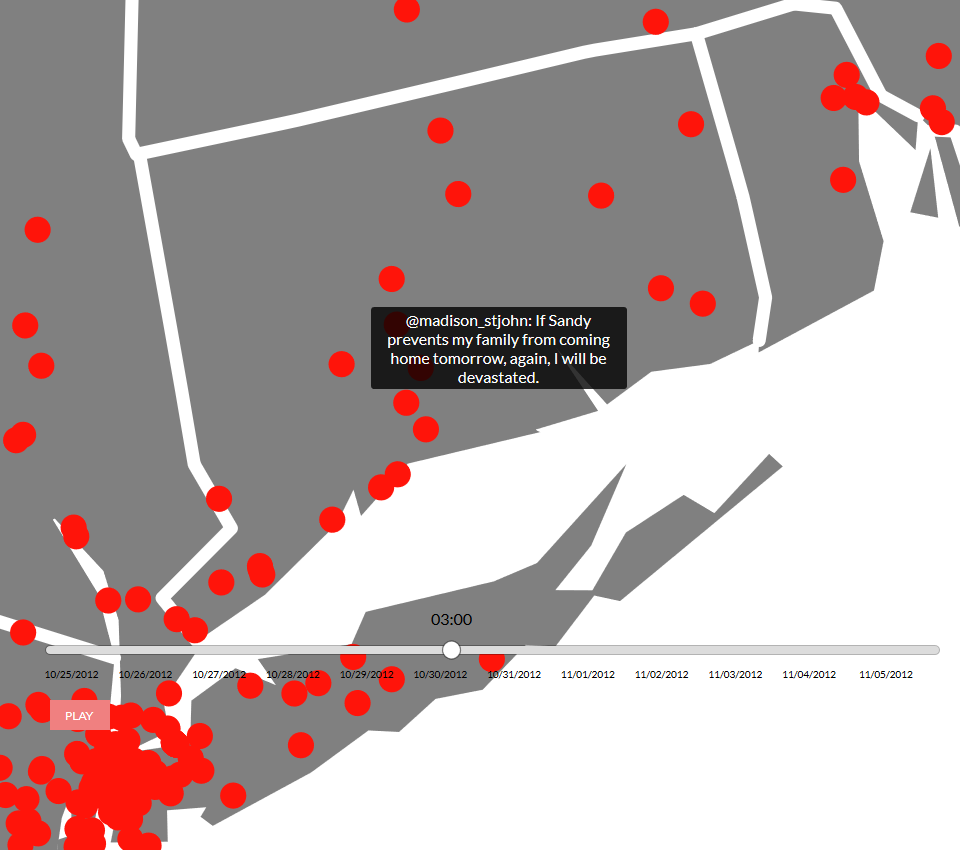 @madison_stjohn: If Sandy
prevents my family from coming
home tomorrow, again, I will be
devastated.
03:00
10/25/2012 10/26/2012 10/27/2012 10/28/2012 10/29/2012 10/30/2012 10/31/2012 11/01/2012 11/02/2012 11/03/2012 11/04/2012 11/05/2012
PLAY